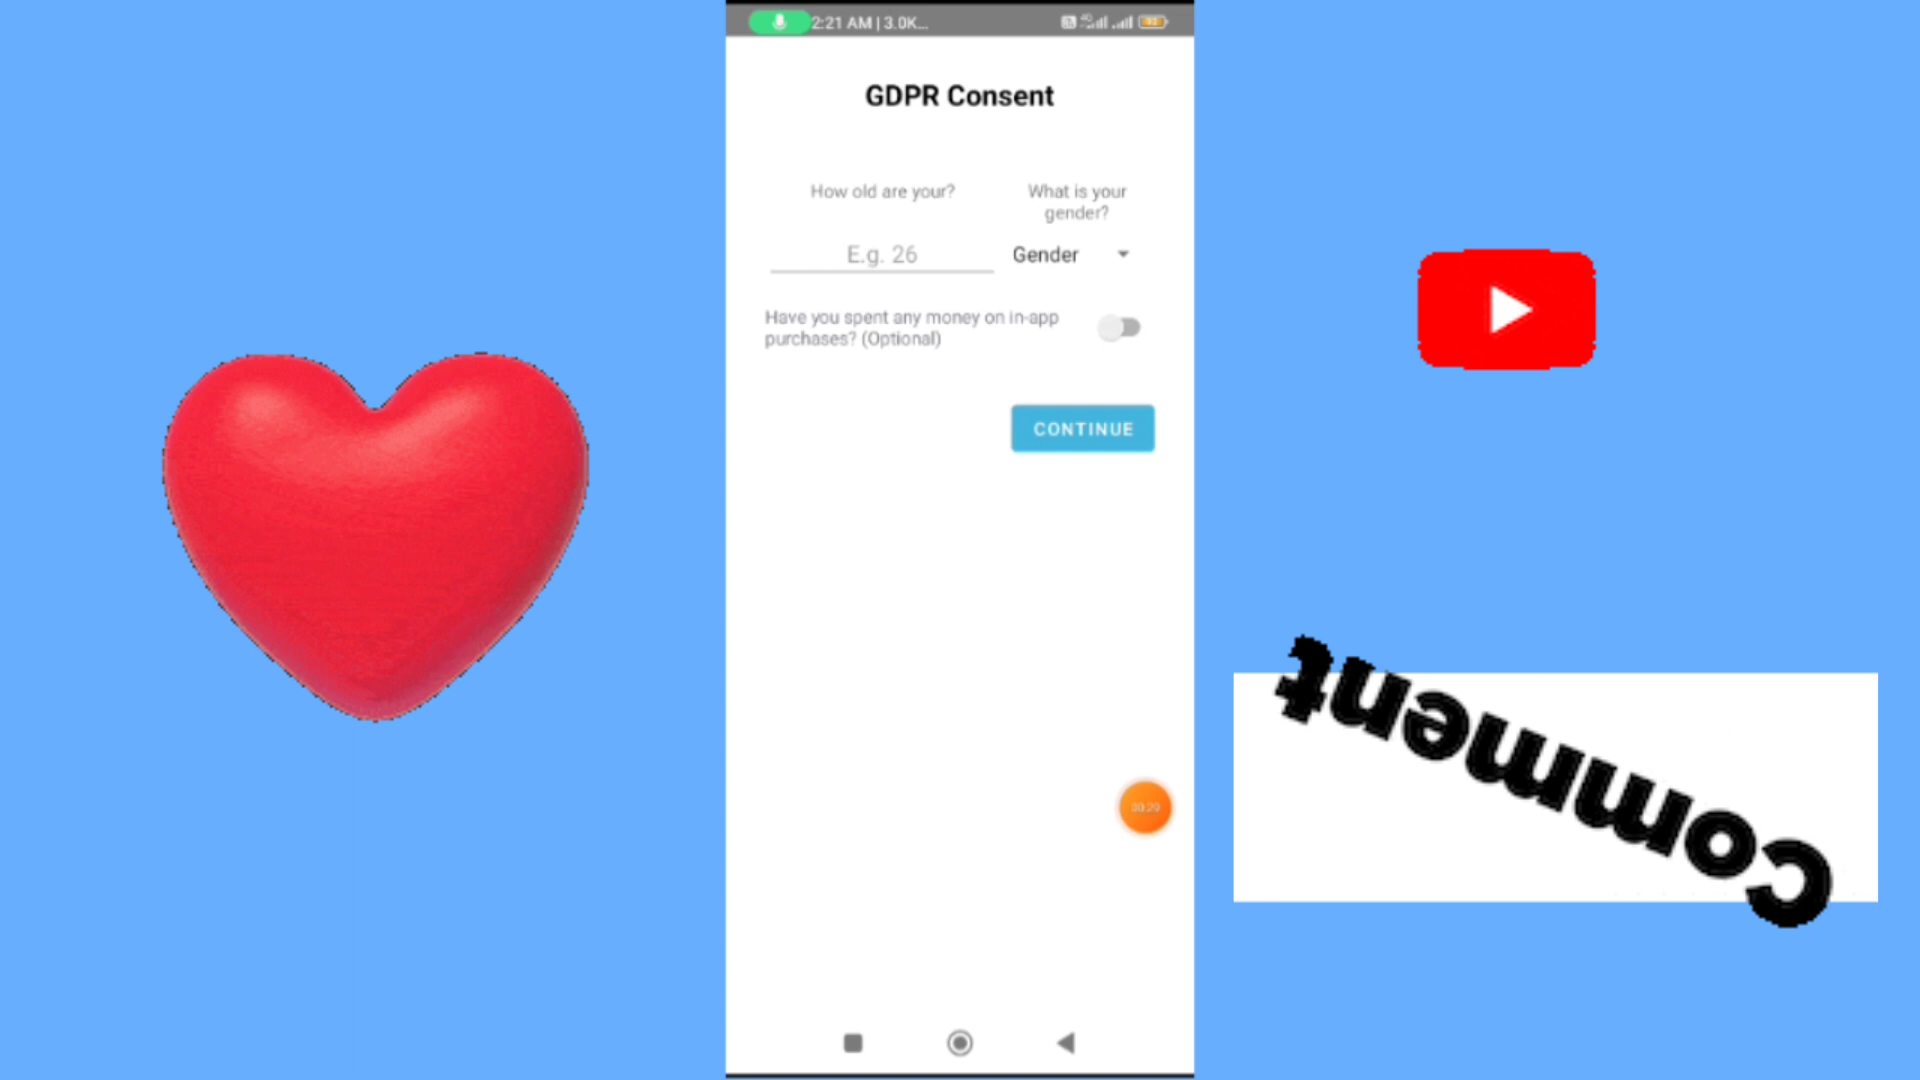 2:21 AM | 3.0K...
GDPR Consent
How old are your?
What is your
gender?
E.g. 26
Gender
Have you spent any money on in-app
purchases? (Optional)
CONTINUE
Comment